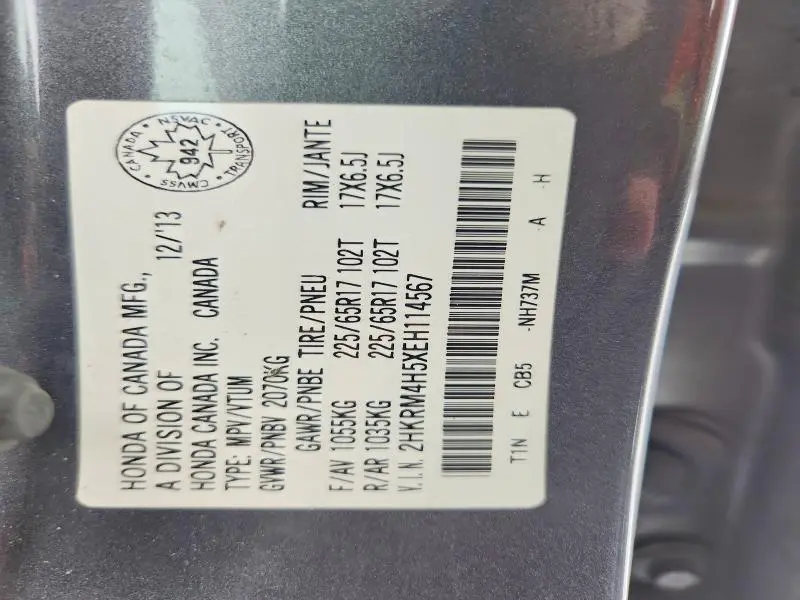 HONDA OF CANADA MFG., 12/'13
A DIVISION OF
HONDA CANADA INC. CANADA
TYPE: MPV/VTUM
GVWR/PNBV 2070KG
GAWR/PNBE TIRE/PNEU RIM/JANTE
F/AV 1055KG 225/65R17 102T 17X6.5J
R/AR 1035KG 225/65R17 102T 17X6.5J
V.I.N. 2HKRM4H5XEH114567
T1N E CB5 -NH737M A -H
CANADA • NSVAC • TRANSPORT • CMVSS •
942